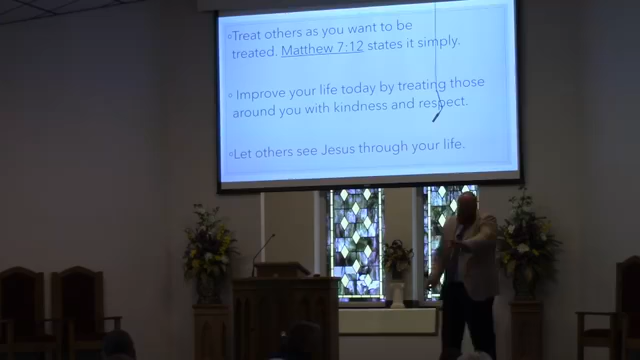 ◦Treat others as you want to be
treated. Matthew 7:12 states it simply.
◦ Improve your life today by treating those
around you with kindness and respect.
◦Let others see Jesus through your life.